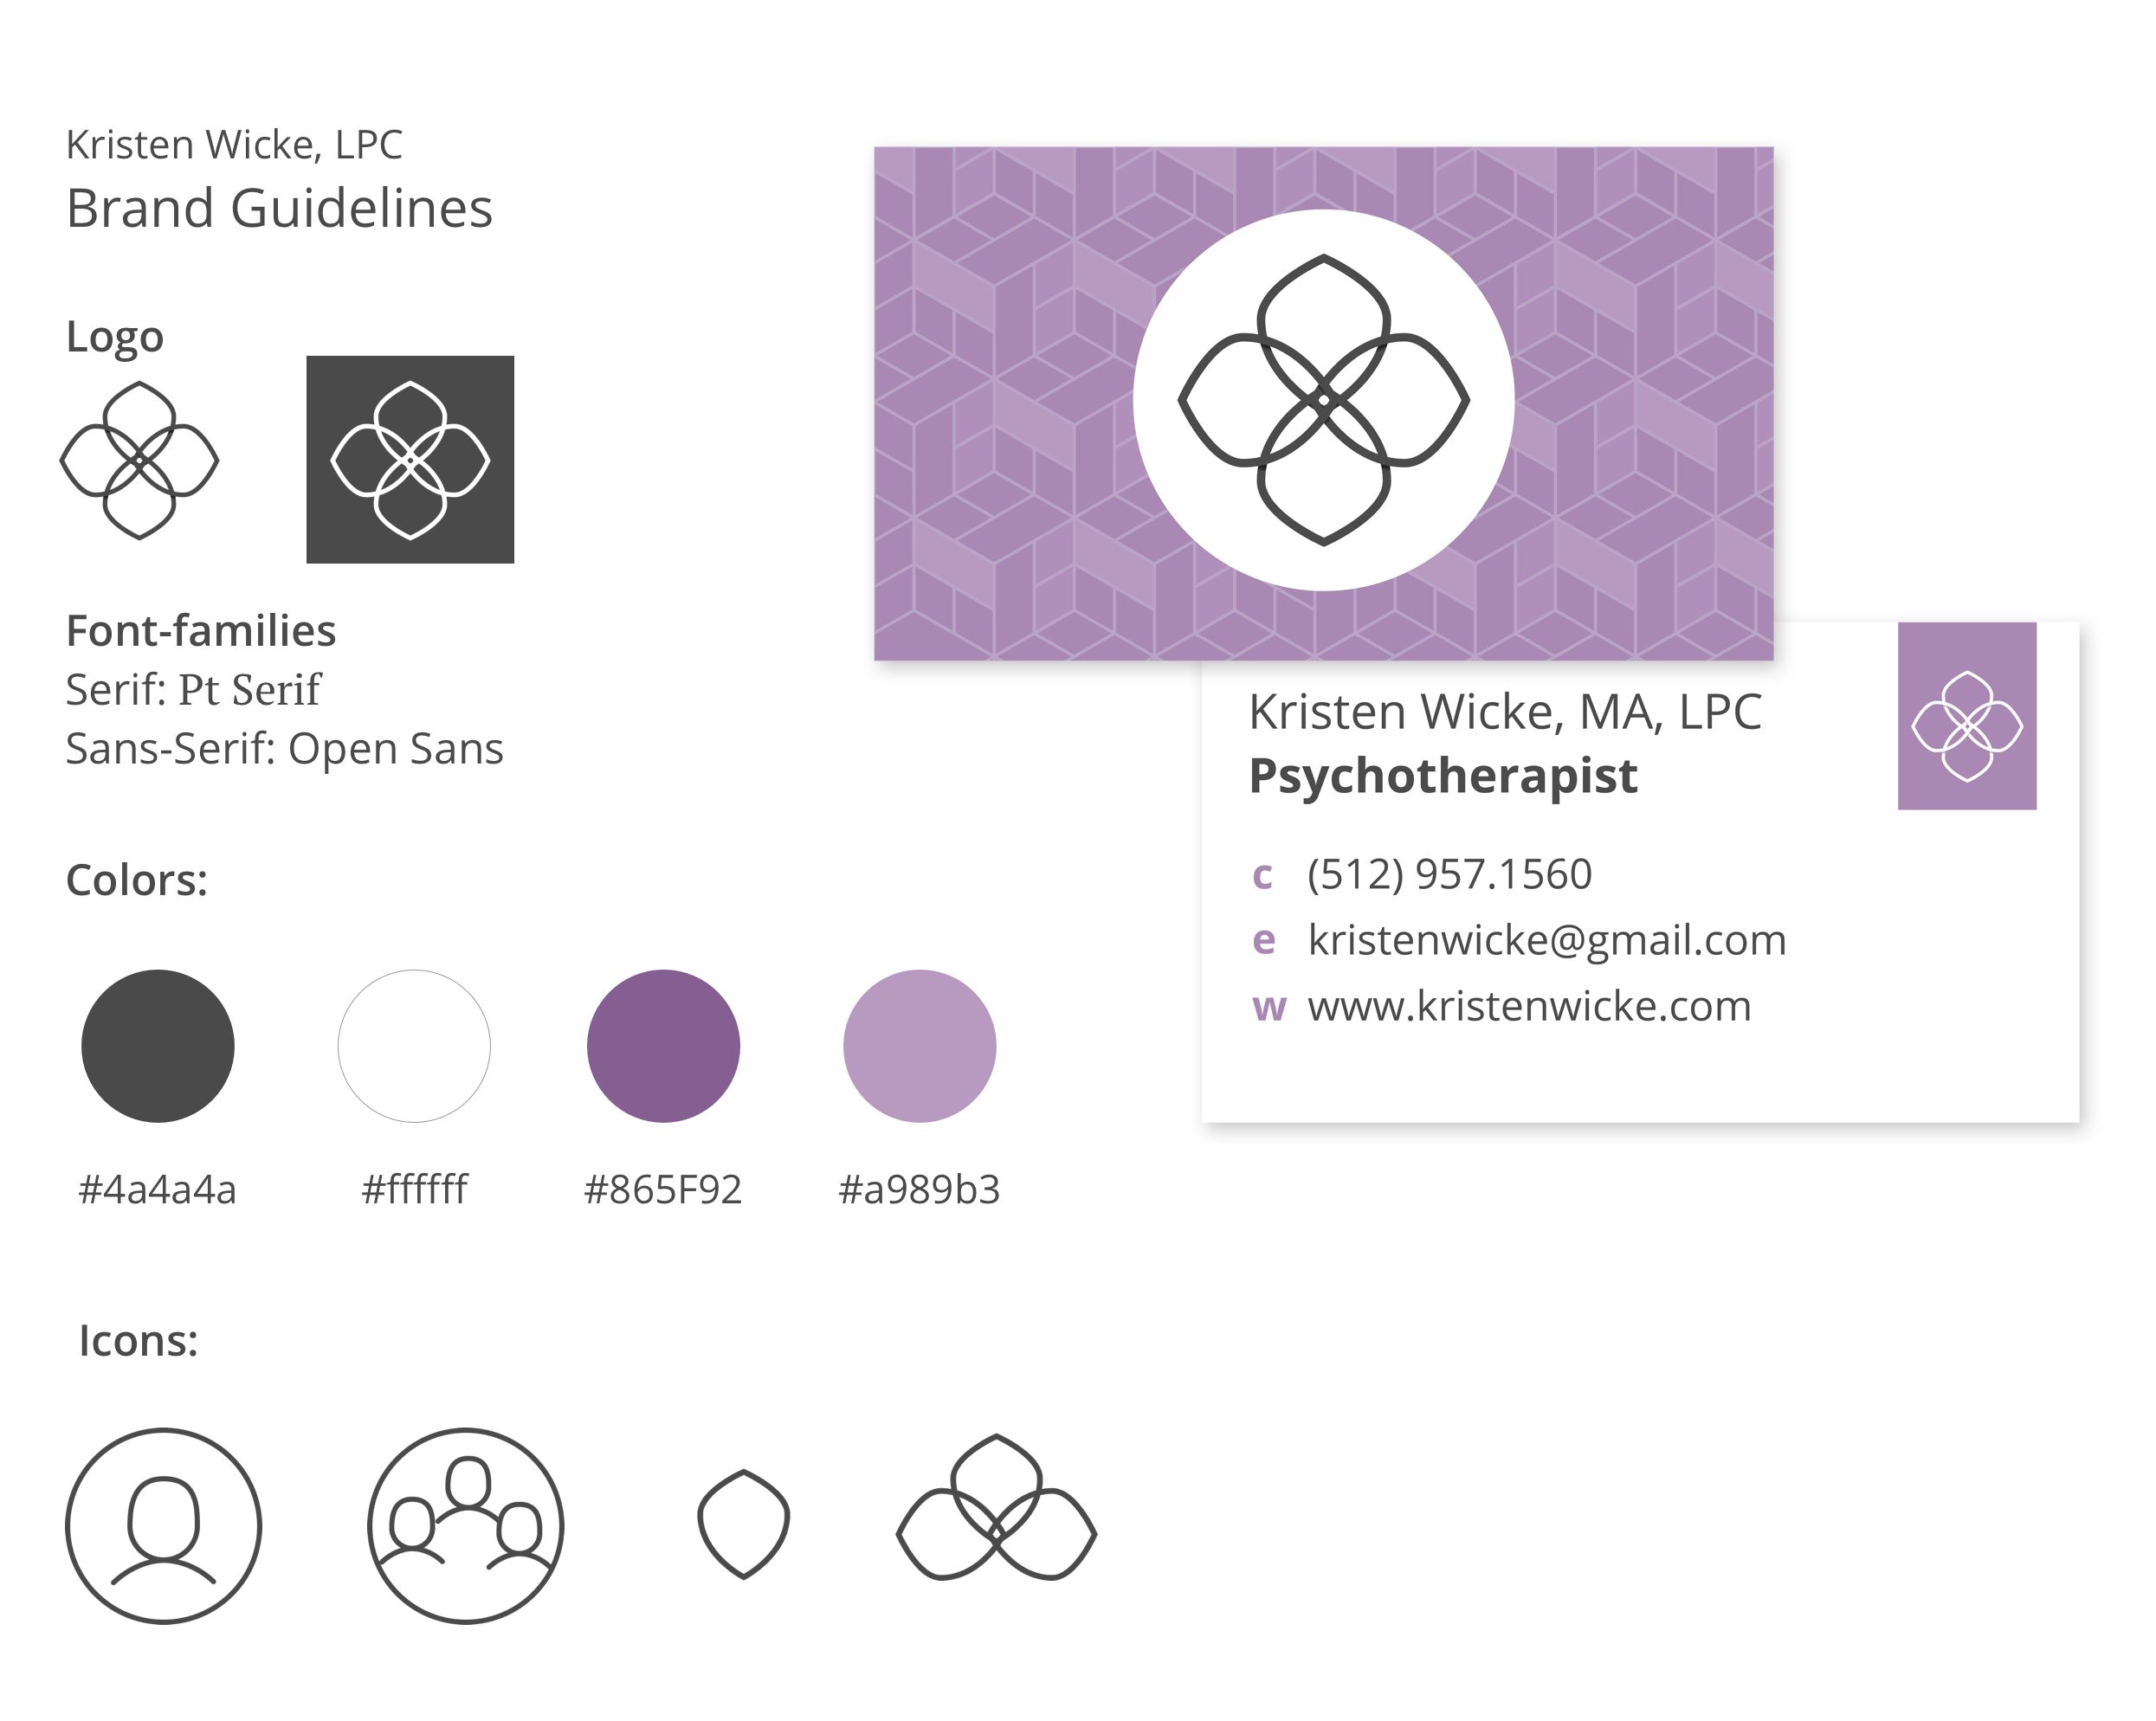 Kristen Wicke, LPC
Brand Guidelines
Logo
Font-families
Serif: Pt Serif
Sans-Serif: Open Sans
Colors:
#4a4a4a
#ffffff
#865F92
#a989b3
Icons:
Kristen Wicke, MA, LPC
Psychotherapist
c (512) 957.1560
e kristenwicke@gmail.com
w www.kristenwicke.com